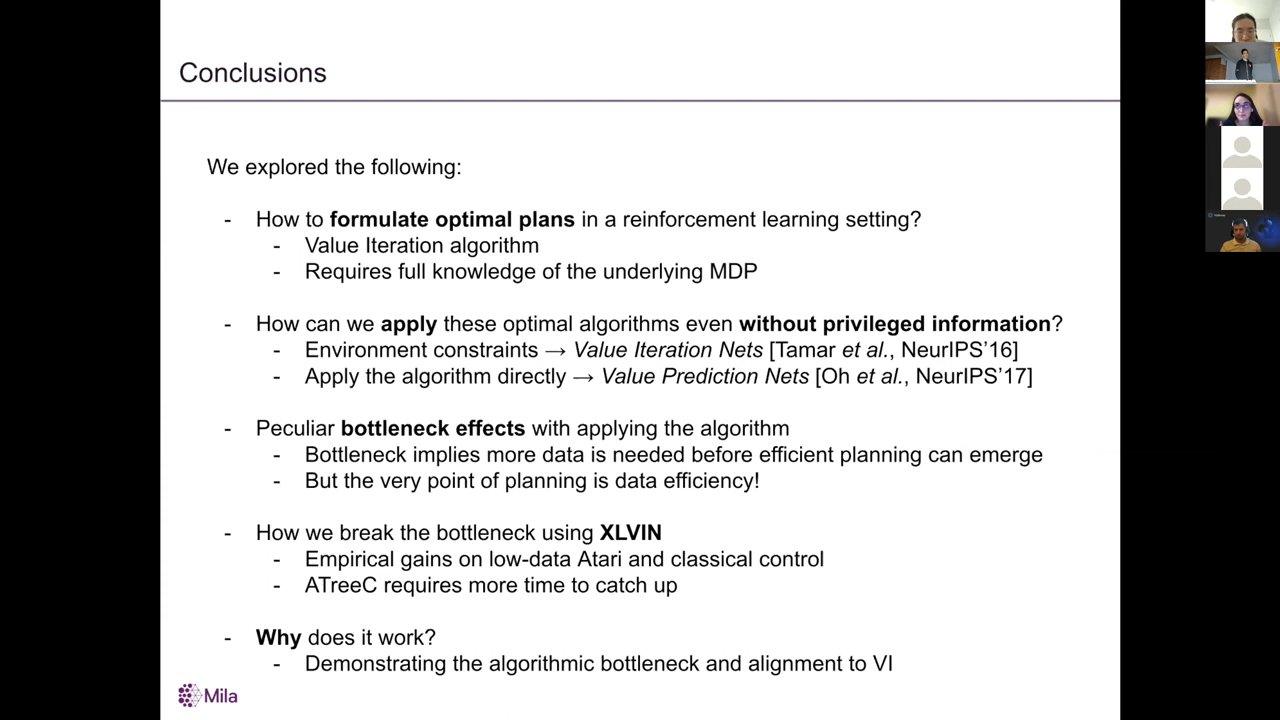 Conclusions
We explored the following:
- How to formulate optimal plans in a reinforcement learning setting?
- Value Iteration algorithm
- Requires full knowledge of the underlying MDP
- How can we apply these optimal algorithms even without privileged information?
- Environment constraints → Value Iteration Nets [Tamar et al., NeurIPS’16]
- Apply the algorithm directly → Value Prediction Nets [Oh et al., NeurIPS’17]
- Peculiar bottleneck effects with applying the algorithm
- Bottleneck implies more data is needed before efficient planning can emerge
- But the very point of planning is data efficiency!
- How we break the bottleneck using XLVIN
- Empirical gains on low-data Atari and classical control
- ATreeC requires more time to catch up
- Why does it work?
- Demonstrating the algorithmic bottleneck and alignment to VI
Mila